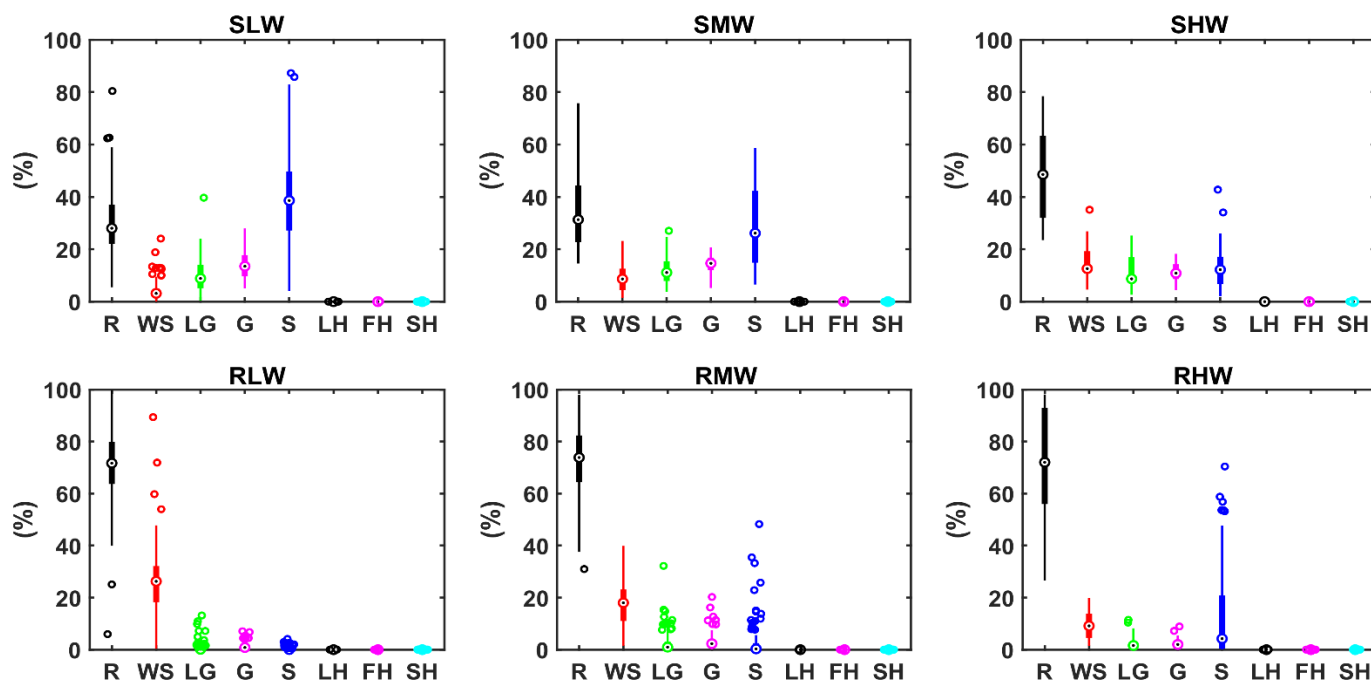 SLW SMW SHW
100 100 100
80 80 80
60 60 60
(%) (%) (%)
40 40 40
20 20 20
0 0 0
R WS LG G S LH FH SH R WS LG G S LH FH SH R WS LG G S LH FH SH
RLW RMW RHW
100 100 100
80 80 80
60 60 60
(%) (%) (%)
40 40 40
20 20 20
0 0 0
R WS LG G S LH FH SH R WS LG G S LH FH SH R WS LG G S LH FH SH